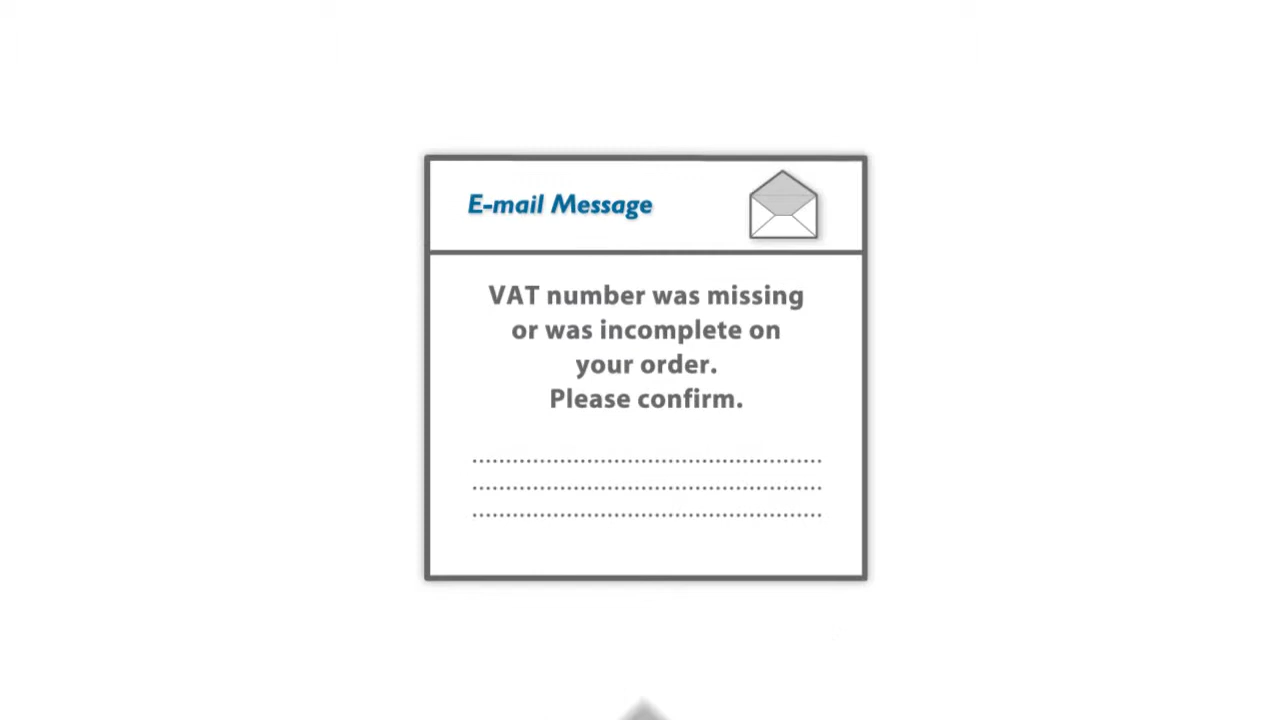 E-mail Message
VAT number was missing
or was incomplete on
your order.
Please confirm.